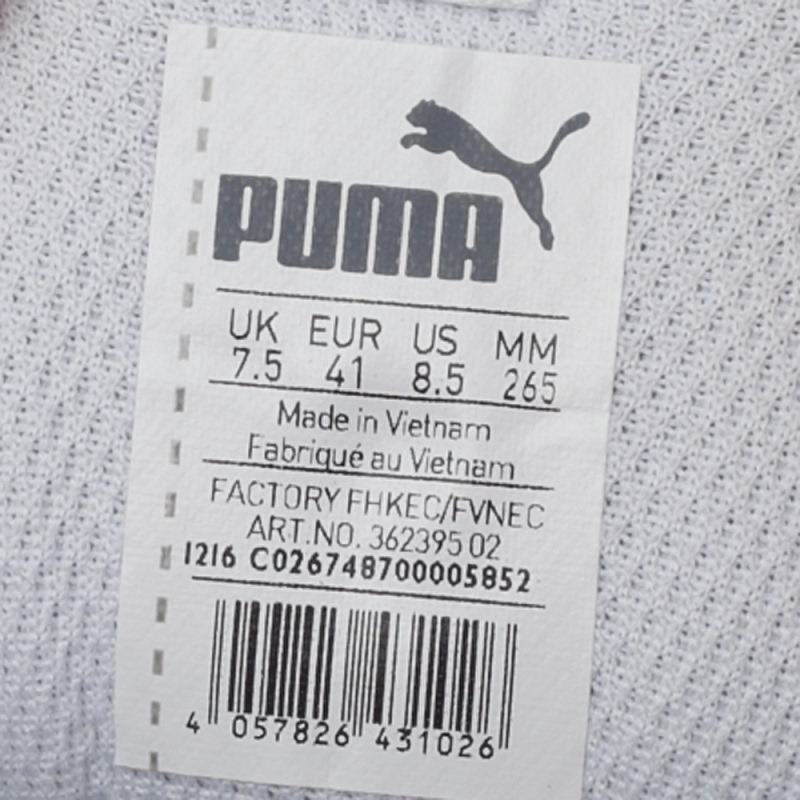 PUMA
UK EUR US MM
7.5 41 8.5 265
Made in Vietnam
Fabriqué au Vietnam
FACTORY FHKEC/FVNEC
ART.NO. 362395 02
1216 C026748700005852
4 057826 431026